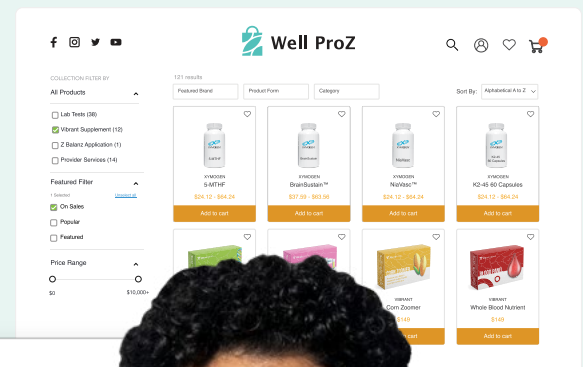 Well ProZ
COLLECTION FILTER BY
All Products
Lab Tests (38)
Vibrant Supplement (12)
Z Balanz Application (1)
Provider Services (14)
Featured Filter
1 Selected
Unselect all
On Sales
Popular
Featured
Price Range
$0
$10,000+
121 results
Featured Brand
Product Form
Category
Sort By:
Alphabetical A to Z
XYMOGEN
5-MTHF
$24.12 - $64.24
Add to cart
XYMOGEN
BrainSustain™
$37.59 - $63.98
Add to cart
XYMOGEN
NiaVasc™
$24.12 - $64.24
Add to cart
XYMOGEN
K2-45 60 Capsules
$24.12 - $64.24
Add to cart
Corn Zoomer
$149
to cart
VIBRANT
Whole Blood Nutrient
$149
Add to cart